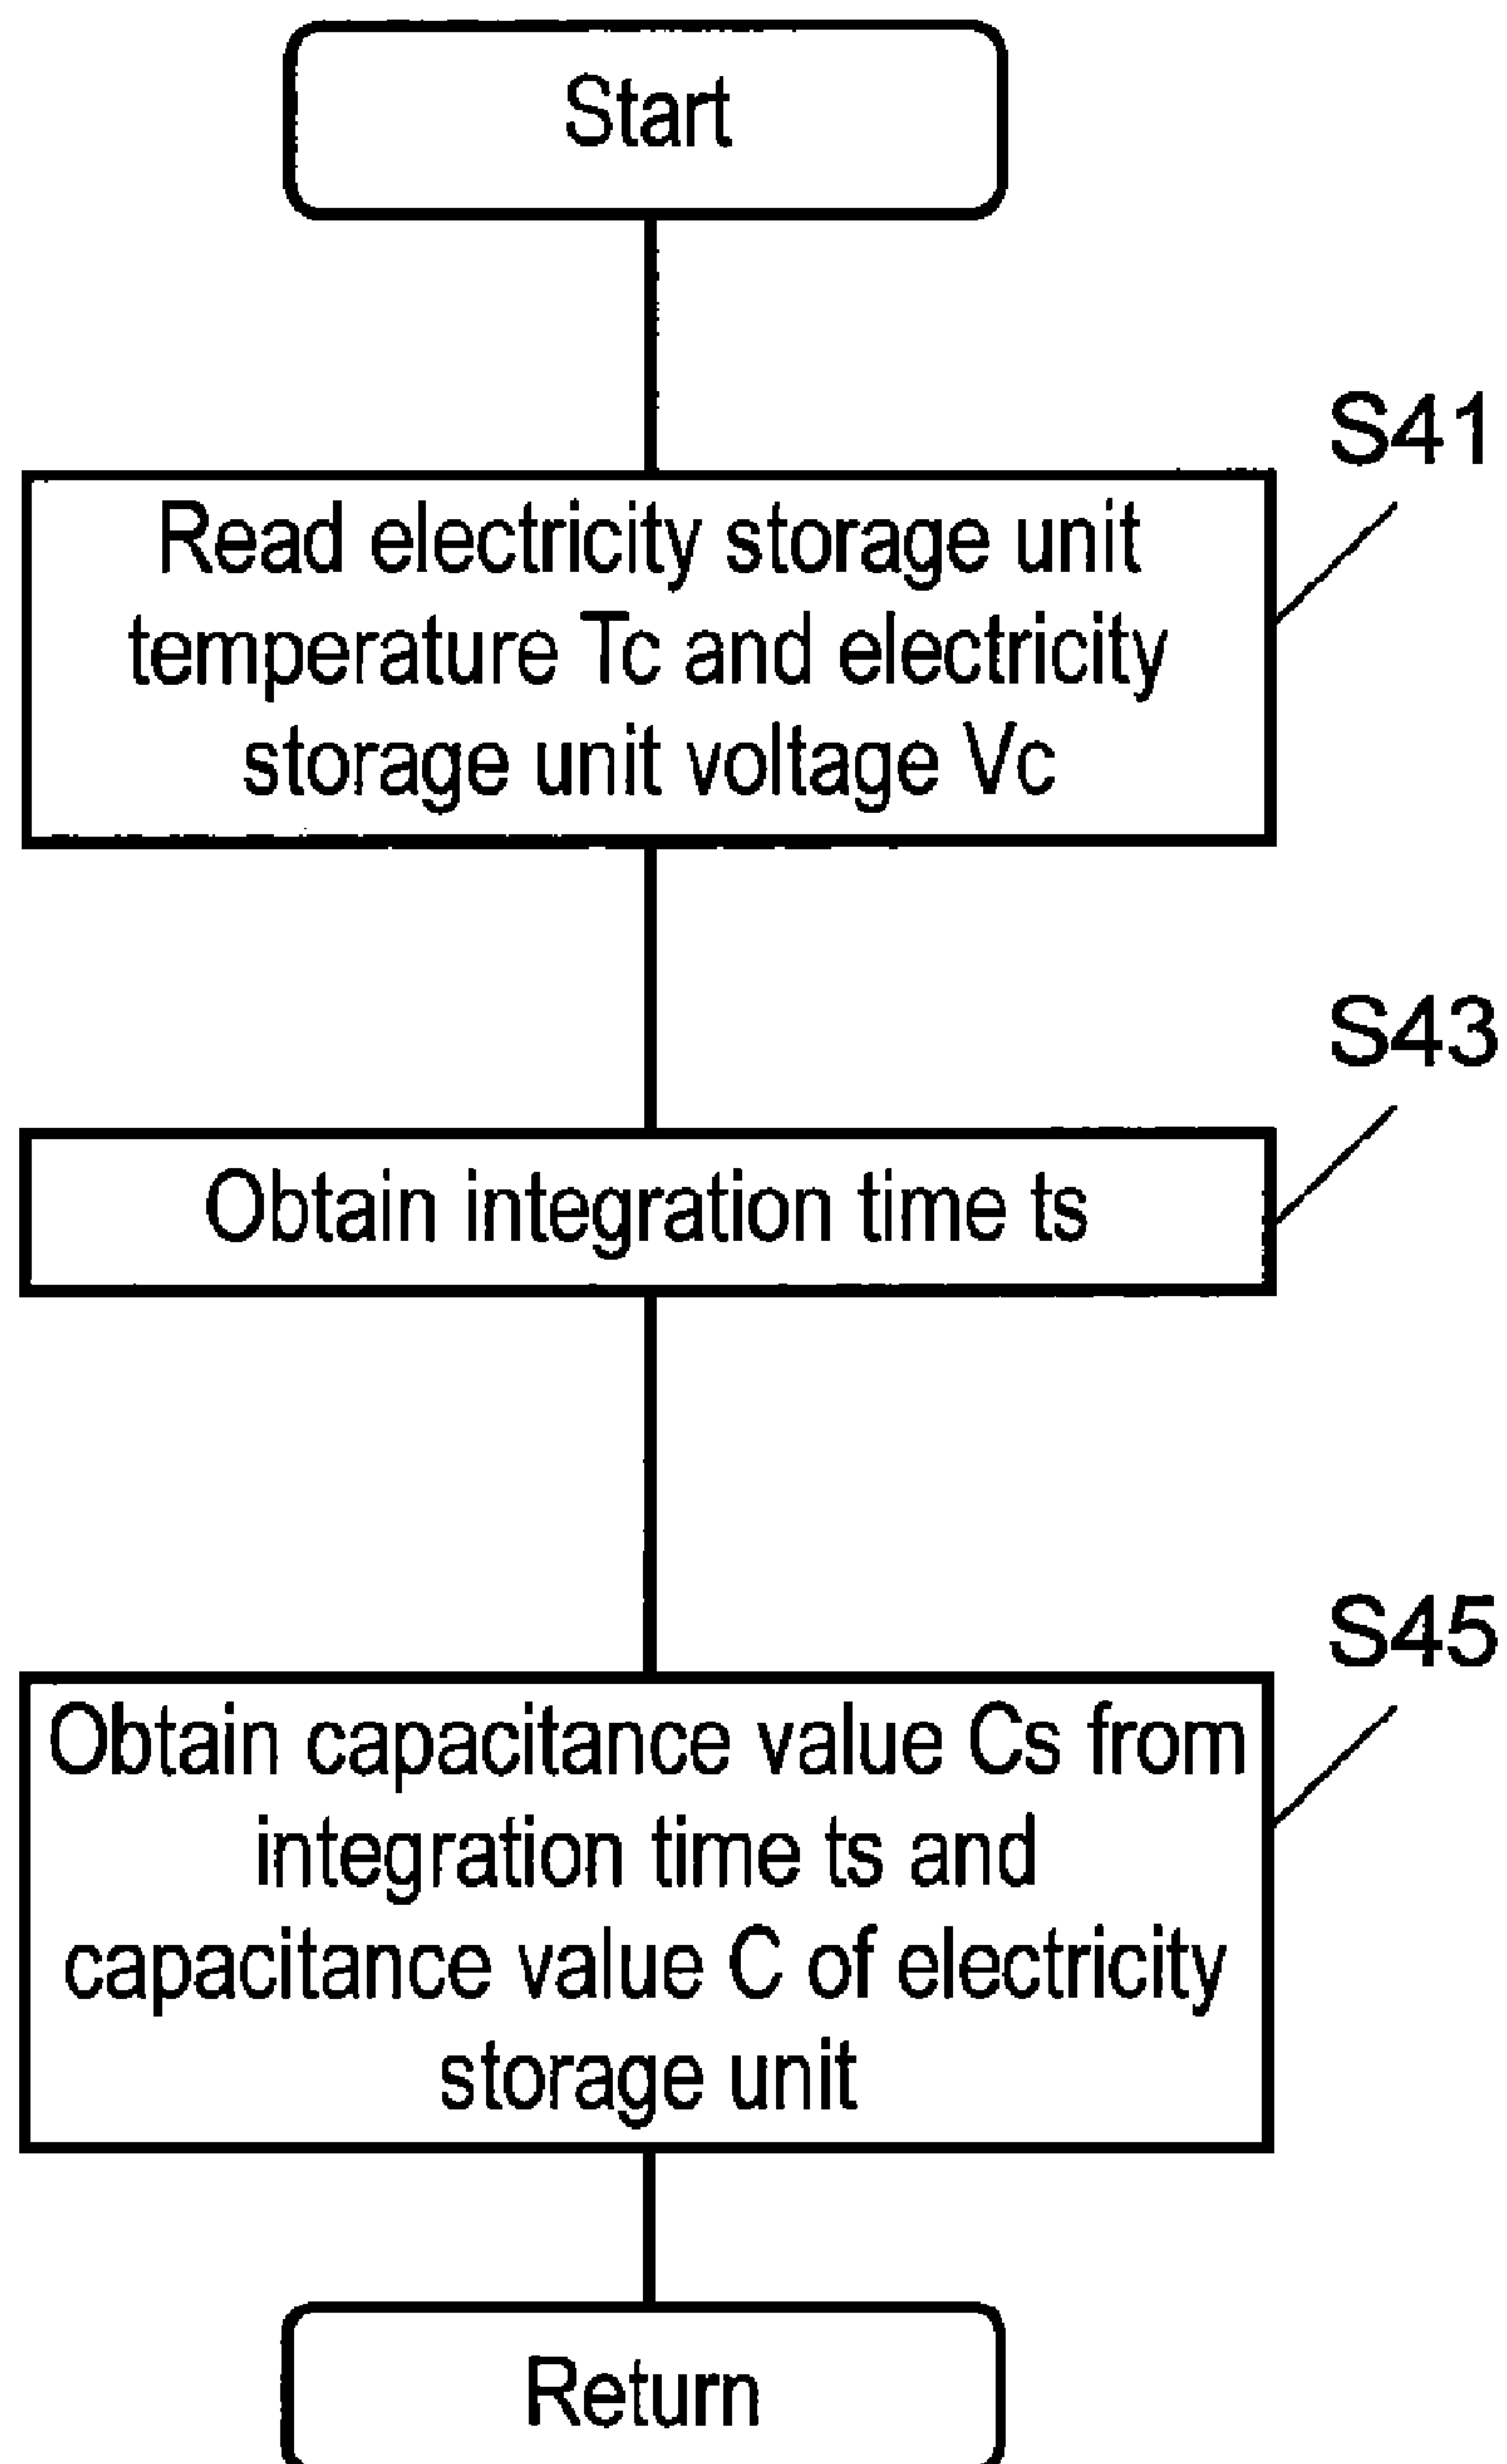 Start
S41
Read electricity storage unit
temperature Tc and electricity
storage unit voltage Vc
S43
Obtain integration time ts
S45
Obtain capacitance value Cs from
integration time ts and
capacitance value C of electricity
storage unit
Return